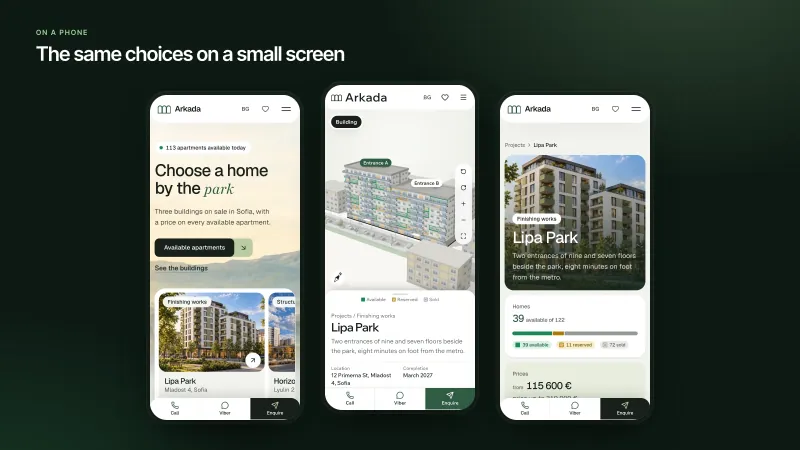 ON A PHONE
The same choices on a small screen
Arkada
BG
113 apartments available today
Choose a home
by the park
Three buildings on sale in Sofia, with
a price on every available apartment.
Available apartments
See the buildings
Finishing works
Structu
Lipa Park
Mladost 4, Sofia
Horizo
Lyulin 2
Call
Viber
Enquire
Arkada
BG
Building
Entrance A
Entrance B
Available
Reserved
Sold
Projects / Finishing works
Lipa Park
Two entrances of nine and seven floors beside
the park, eight minutes on foot from the metro.
Location
12 Primerna St, Mladost
4, Sofia
Completion
March 2027
Call
Viber
Enquire
Arkada
BG
Projects > Lipa Park
Finishing works
Lipa Park
Two entrances of nine and seven floors
beside the park, eight minutes on foot
from the metro.
Homes
39 available of 122
39 available
11 reserved
72 sold
Prices
from 115 600 €
Call
Viber
Enquire